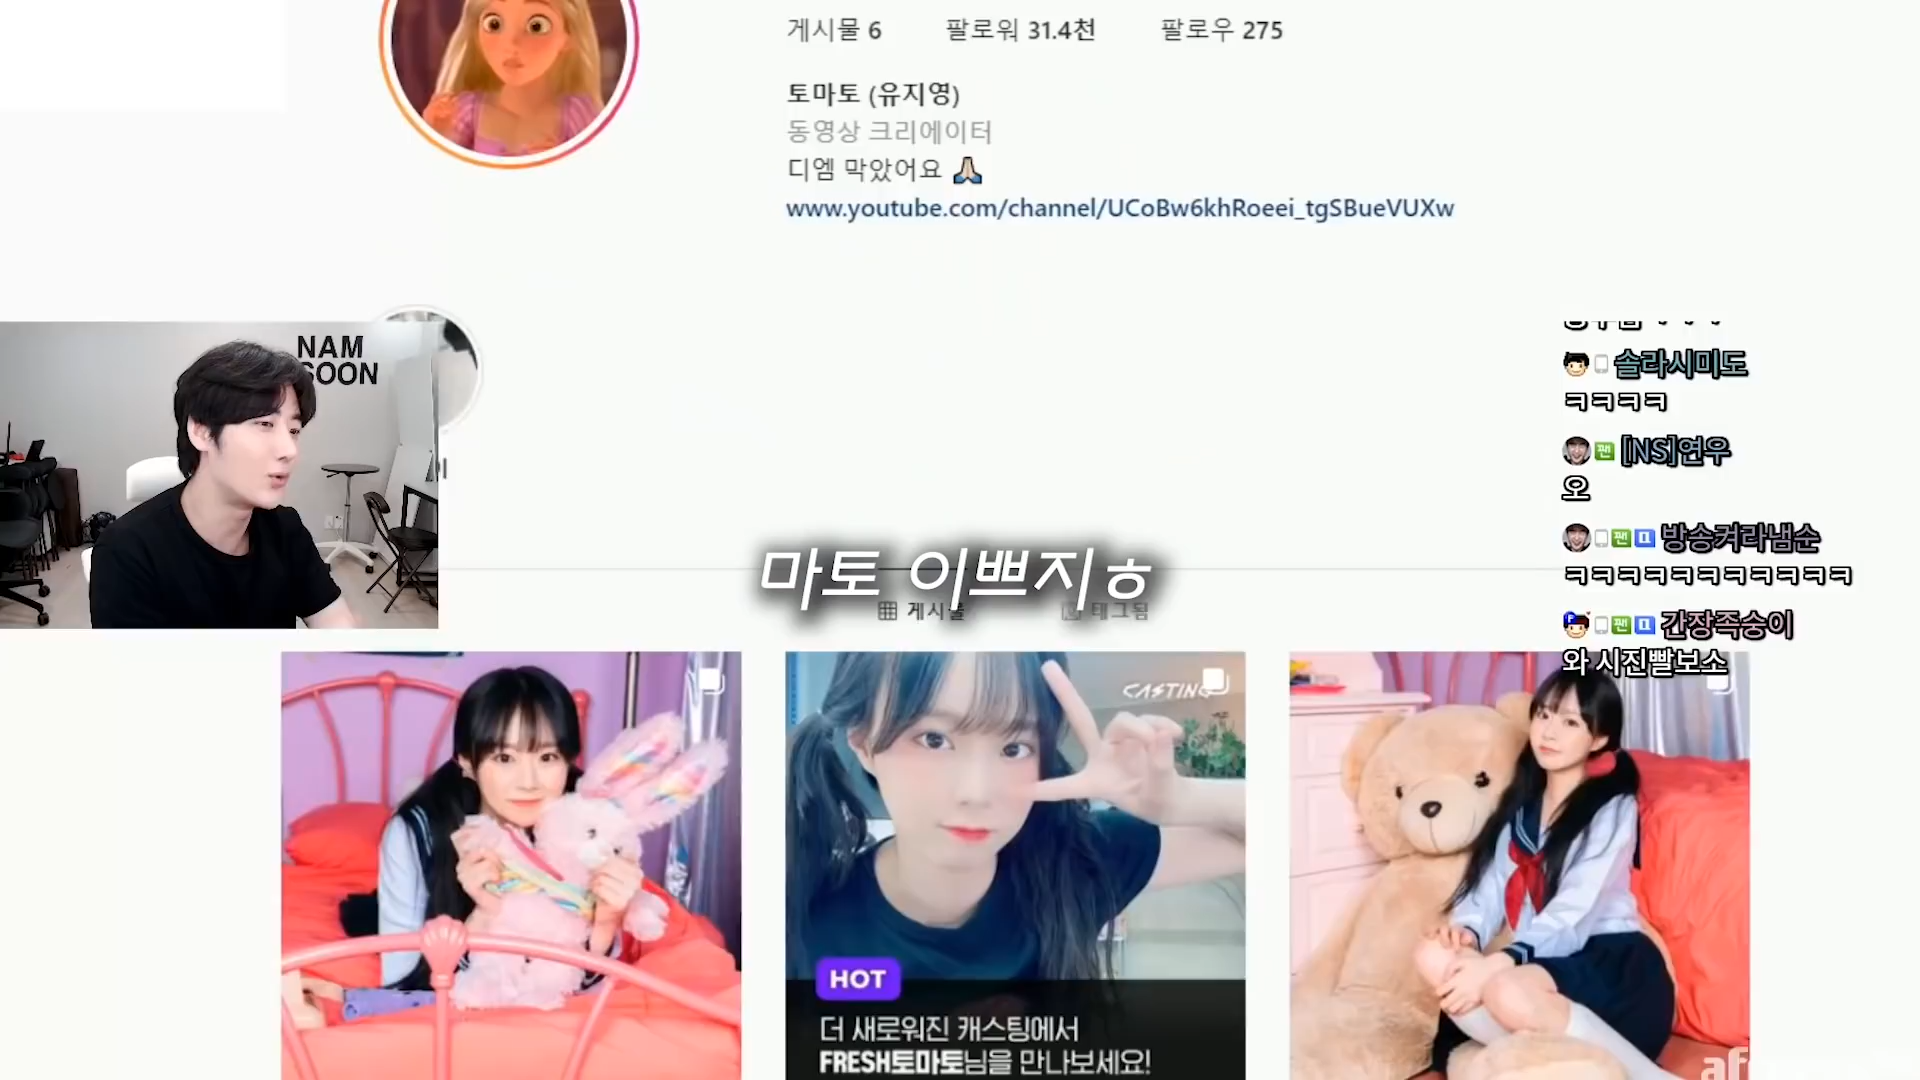 게시물 6 팔로워 31.4천 팔로우 275
토마토 (유지영)
동영상 크리에이터
디엠 막았어요 🙏🏻
www.youtube.com/channel/UCoBw6khRoeei_tgSBueVUXw
NAM
SOON
솔라시미도
ㅋㅋㅋㅋ
[NS]연우
오
방송켜라냄순
ㅋㅋㅋㅋㅋㅋㅋㅋㅋㅋㅋ
간장족숭이
와 시진빨보소
마토 이쁘지ㅎ
게시물 태그됨
CASTING
HOT
더 새로워진 캐스팅에서
FRESH토마토님을 만나보세요!